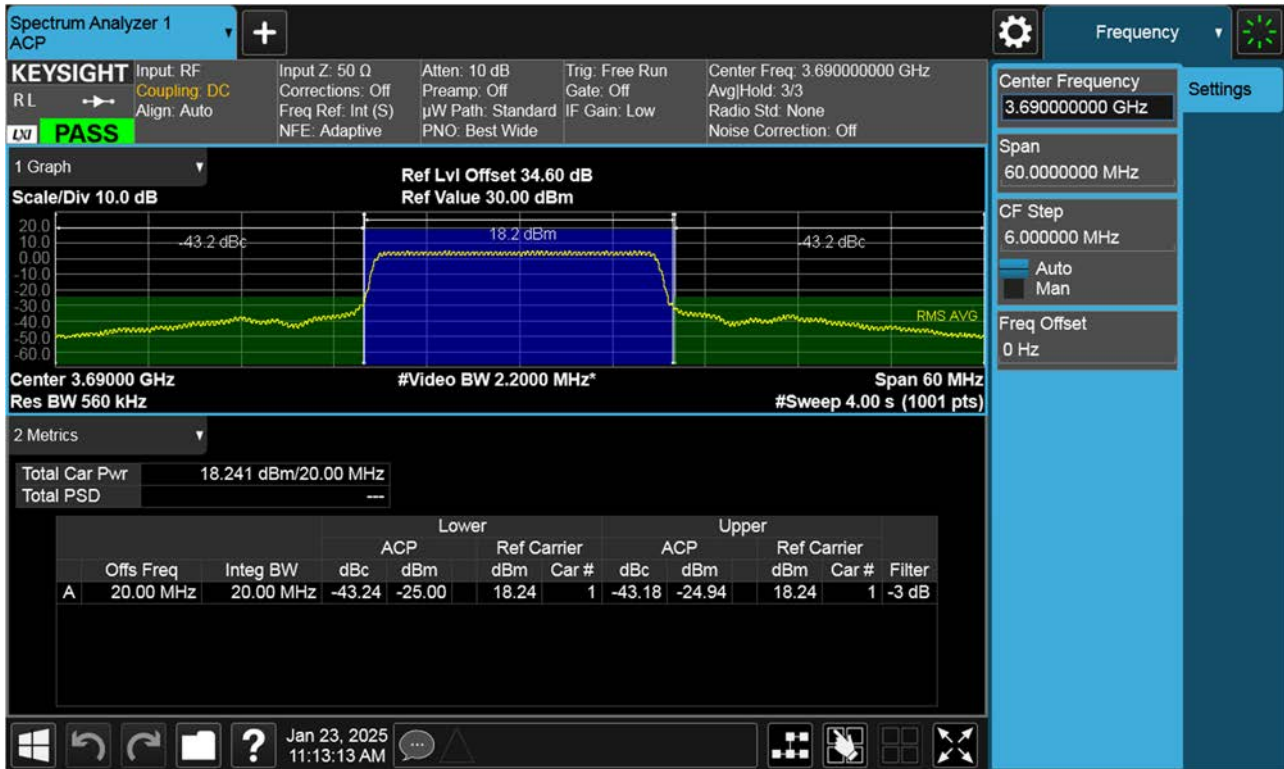 Spectrum Analyzer 1
ACP
+
Frequency
KEYSIGHT
RL
LXI
PASS
Input: RF
Coupling: DC
Align: Auto
Input Z: 50 Ω
Corrections: Off
Freq Ref: Int (S)
NFE: Adaptive
Atten: 10 dB
Preamp: Off
µW Path: Standard
PNO: Best Wide
Trig: Free Run
Gate: Off
IF Gain: Low
Center Freq: 3.690000000 GHz
Avg|Hold: 3/3
Radio Std: None
Noise Correction: Off
Center Frequency
3.690000000 GHz
Settings
Span
60.0000000 MHz
CF Step
6.000000 MHz
Auto
Man
Freq Offset
0 Hz
1 Graph
Scale/Div 10.0 dB
Ref Lvl Offset 34.60 dB
Ref Value 30.00 dBm
20.0
10.0
0.00
-10.0
-20.0
-30.0
-40.0
-50.0
-60.0
-43.2 dBc
18.2 dBm
-43.2 dBc
RMS AVG
Center 3.69000 GHz
#Video BW 2.2000 MHz*
Span 60 MHz
Res BW 560 kHz
#Sweep 4.00 s (1001 pts)
2 Metrics
Total Car Pwr 18.241 dBm/20.00 MHz
Total PSD ---
Lower Upper
ACP Ref Carrier ACP Ref Carrier
Offs Freq Integ BW dBc dBm dBm Car # dBc dBm dBm Car # Filter
A 20.00 MHz 20.00 MHz -43.24 -25.00 18.24 1 -43.18 -24.94 18.24 1 -3 dB
?
Jan 23, 2025
11:13:13 AM